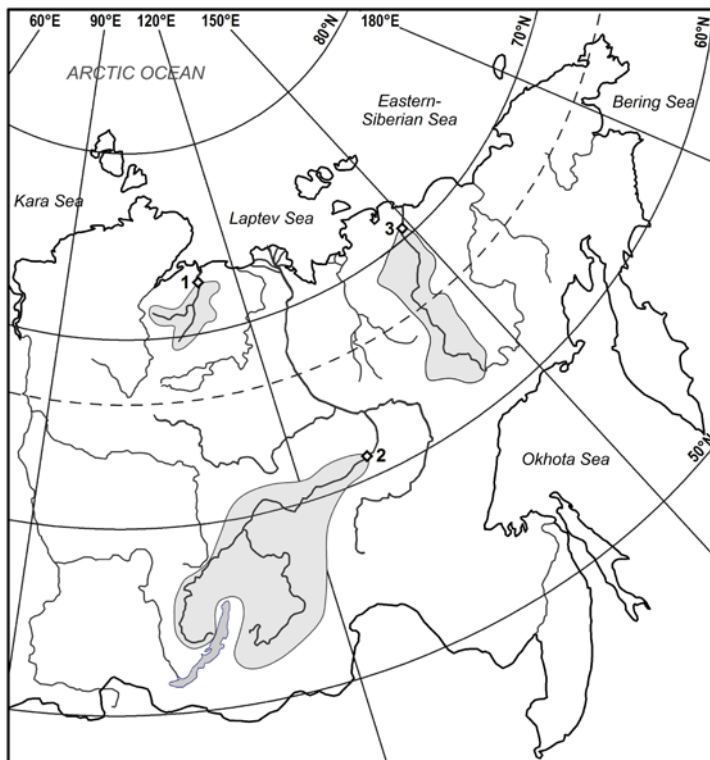 60°E 90°E 120°E 150°E 80°N 180°E 70°N 60°N
ARCTIC OCEAN
Eastern-
Siberian Sea
Bering Sea
Kara Sea
Laptev Sea
3
1
50°N
2
Okhota Sea